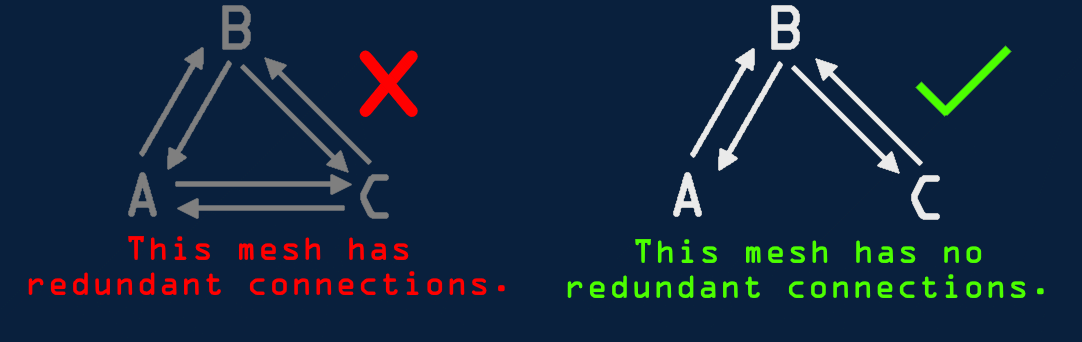 B
A
C
This mesh has
redundant connections.
B
A
C
This mesh has no
redundant connections.